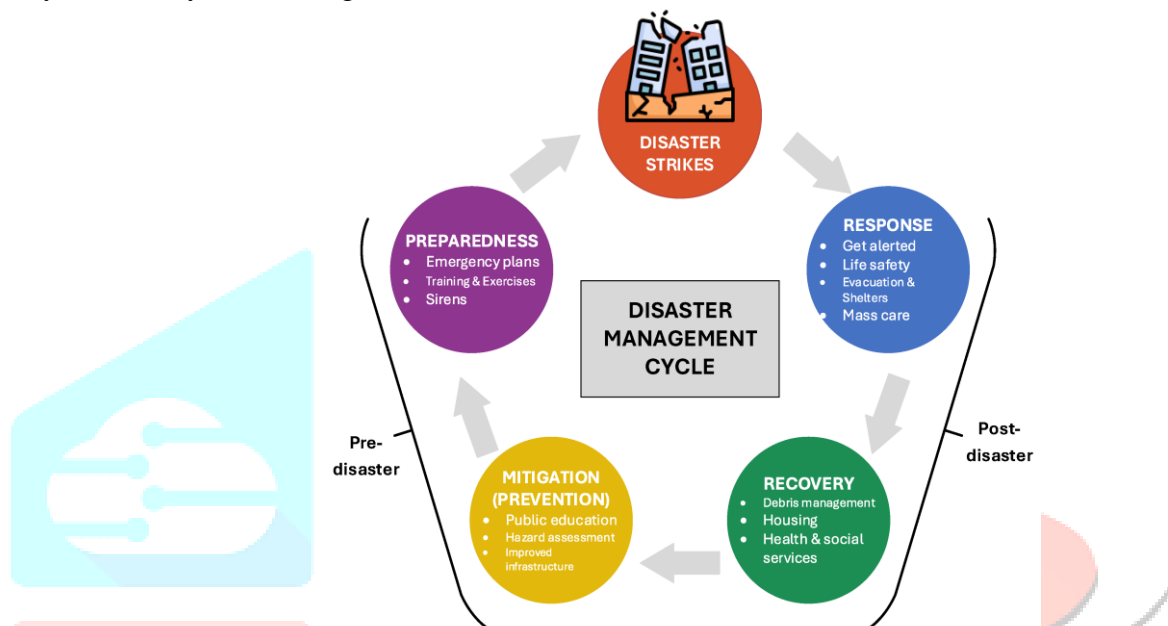 DISASTER
STRIKES
PREPAREDNESS
• Emergency plans
• Training & Exercises
• Sirens
RESPONSE
• Get alerted
• Life safety
• Evacuation &
Shelters
• Mass care
DISASTER
MANAGEMENT
CYCLE
Pre-
disaster
Post-
disaster
MITIGATION
(PREVENTION)
• Public education
• Hazard assessment
• Improved
infrastructure
RECOVERY
• Debris management
• Housing
• Health & social
services